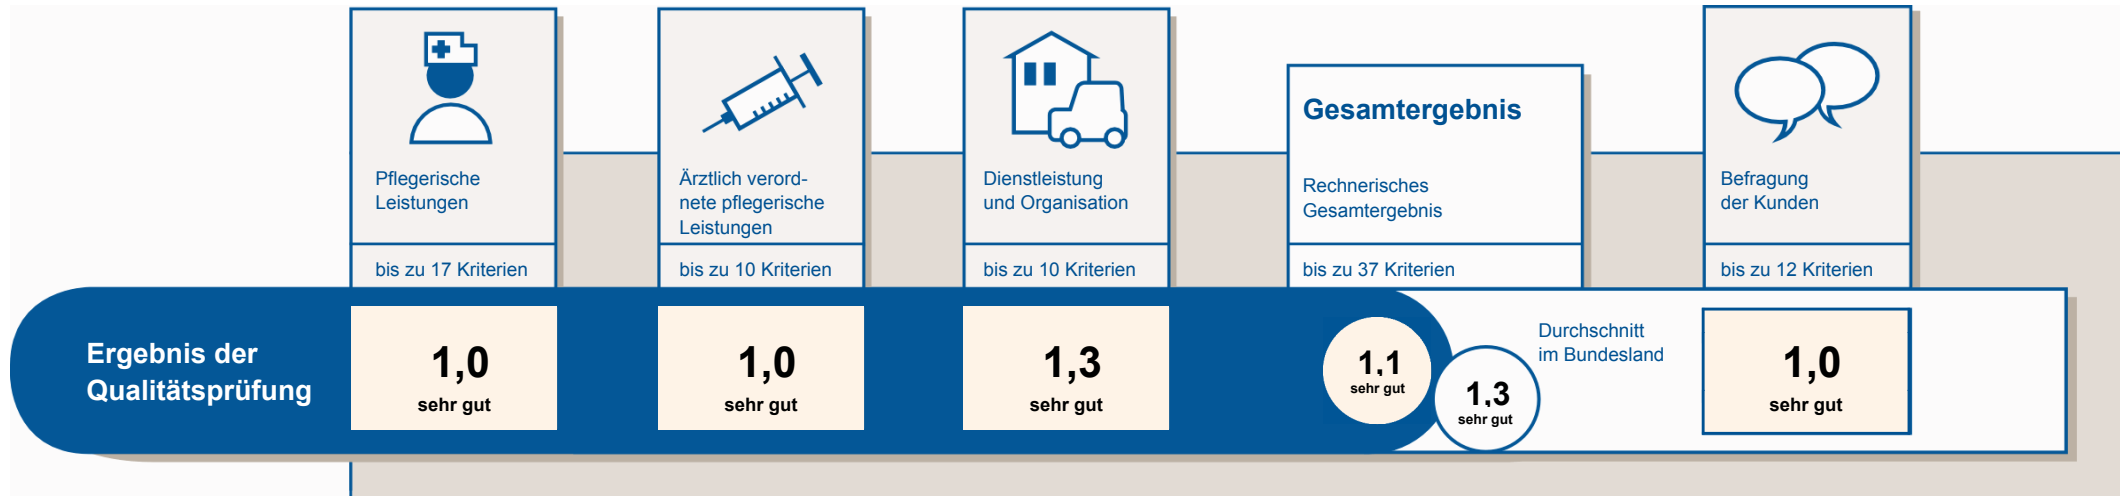 Pflegerische
Leistungen
bis zu 17 Kriterien
Ärztlich verord-
nete pflegerische
Leistungen
bis zu 10 Kriterien
Dienstleistung
und Organisation
bis zu 10 Kriterien
Gesamtergebnis
Rechnerisches
Gesamtergebnis
bis zu 37 Kriterien
Befragung
der Kunden
bis zu 12 Kriterien
Ergebnis der
Qualitätsprüfung
1,0
sehr gut
1,0
sehr gut
1,3
sehr gut
1,1
sehr gut
1,3
sehr gut
Durchschnitt
im Bundesland
1,0
sehr gut